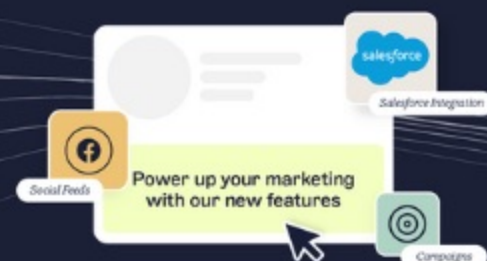 salesforce
Salesforce Integration
Social Feeds
Power up your marketing
with our new features
Campaigns